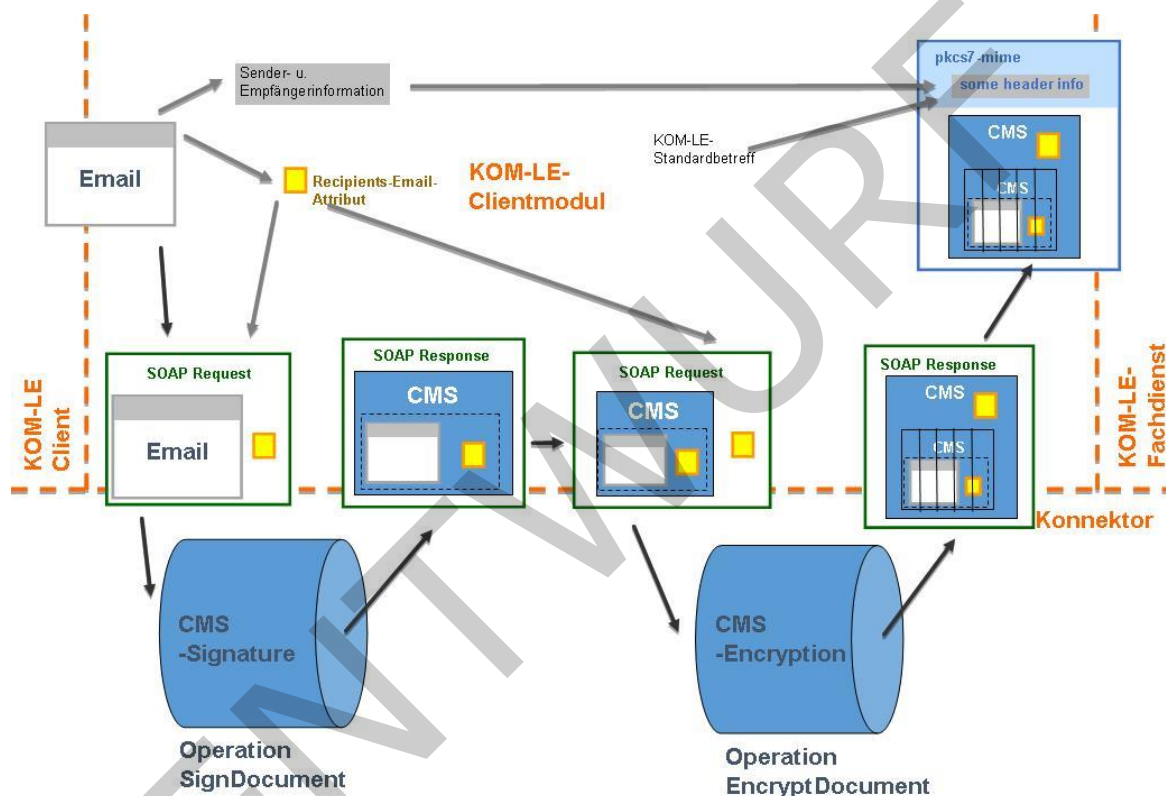 pkcs7-mime
some header info
Sender- u.
Empfängerinformation
CMS
KOM-LE-
Standardbetreff
Email
KOM-LE-
Clientmodul
Recipients-Email-
Attribut
CMS
SOAP Request
SOAP Response
SOAP Request
SOAP Response
CMS
CMS
CMS
CMS
Email
KOM-LE
Client
KOM-LE-
Fachdienst
Konnektor
CMS
-Signature
CMS
-Encryption
Operation
SignDocument
Operation
EncryptDocument
ENTWURF